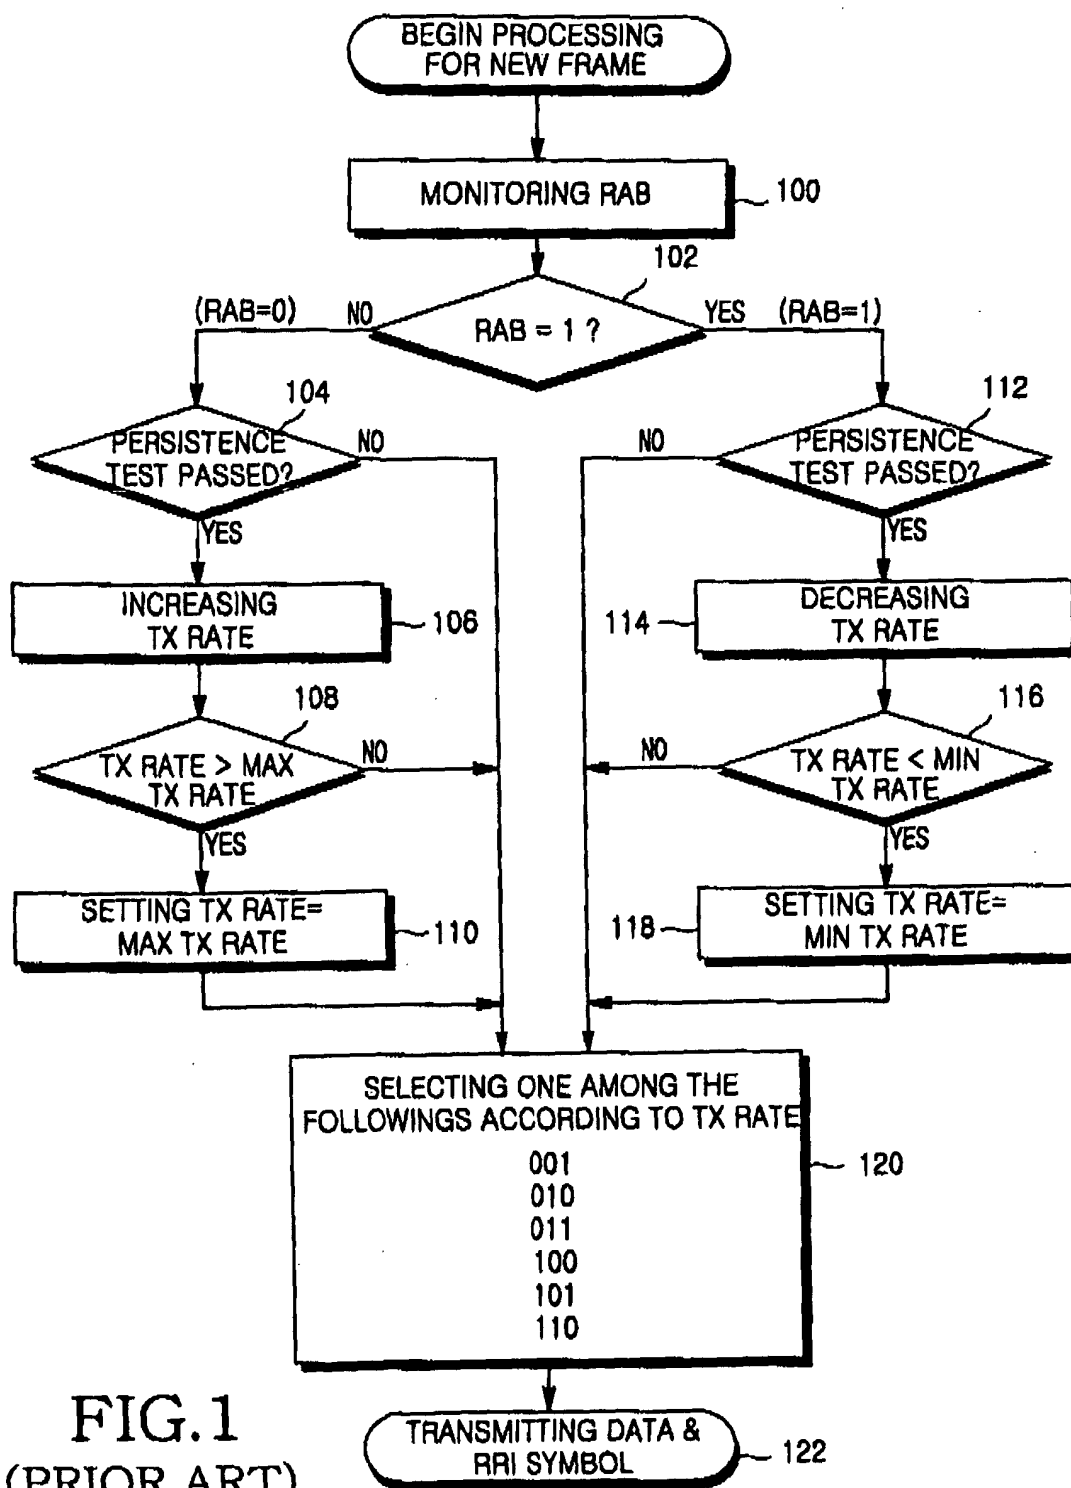 BEGIN PROCESSING
FOR NEW FRAME
MONITORING RAB
100
102
(RAB=0) NO
RAB = 1 ?
YES (RAB=1)
104
PERSISTENCE
TEST PASSED?
NO
YES
112
NO
PERSISTENCE
TEST PASSED?
YES
INCREASING
TX RATE
106
114
DECREASING
TX RATE
108
TX RATE > MAX
TX RATE
NO
YES
116
NO
TX RATE < MIN
TX RATE
YES
SETTING TX RATE=
MAX TX RATE
110
118
SETTING TX RATE=
MIN TX RATE
SELECTING ONE AMONG THE
FOLLOWINGS ACCORDING TO TX RATE
001
010
011
100
101
110
120
TRANSMITTING DATA &
RRI SYMBOL
122
FIG.1
(PRIOR ART)